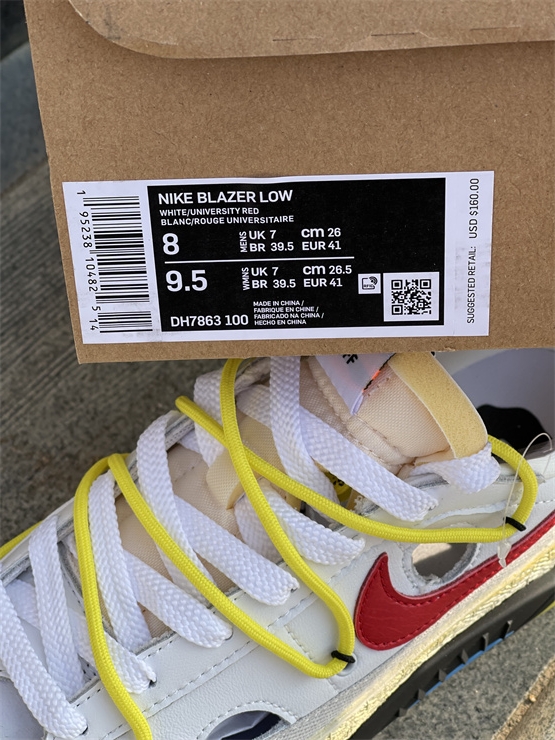 NIKE BLAZER LOW
WHITE/UNIVERSITY RED
BLANC/ROUGE UNIVERSITAIRE
8
MENS
UK 7 cm 26
BR 39.5 EUR 41
9.5
WMNS
UK 7 cm 26.5
BR 39.5 EUR 41
DH7863 100
MADE IN CHINA /
FABRIQUE EN CHINE /
FABRICADO NA CHINA /
HECHO EN CHINA
RFID
1 95238 10482 5 14
SUGGESTED RETAIL: USD $160.00